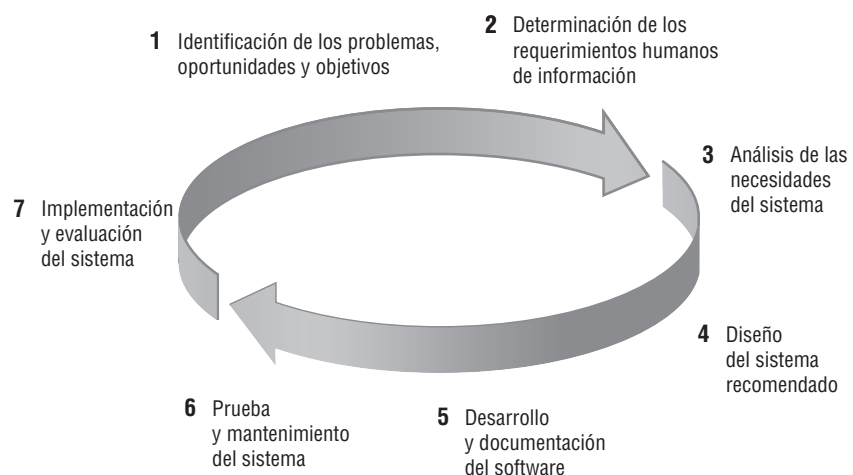 1 Identificación de los problemas,
oportunidades y objetivos
2 Determinación de los
requerimientos humanos
de información
3 Análisis de las
necesidades
del sistema
4 Diseño
del sistema
recomendado
5 Desarrollo
y documentación
del software
6 Prueba
y mantenimiento
del sistema
7 Implementación
y evaluación
del sistema